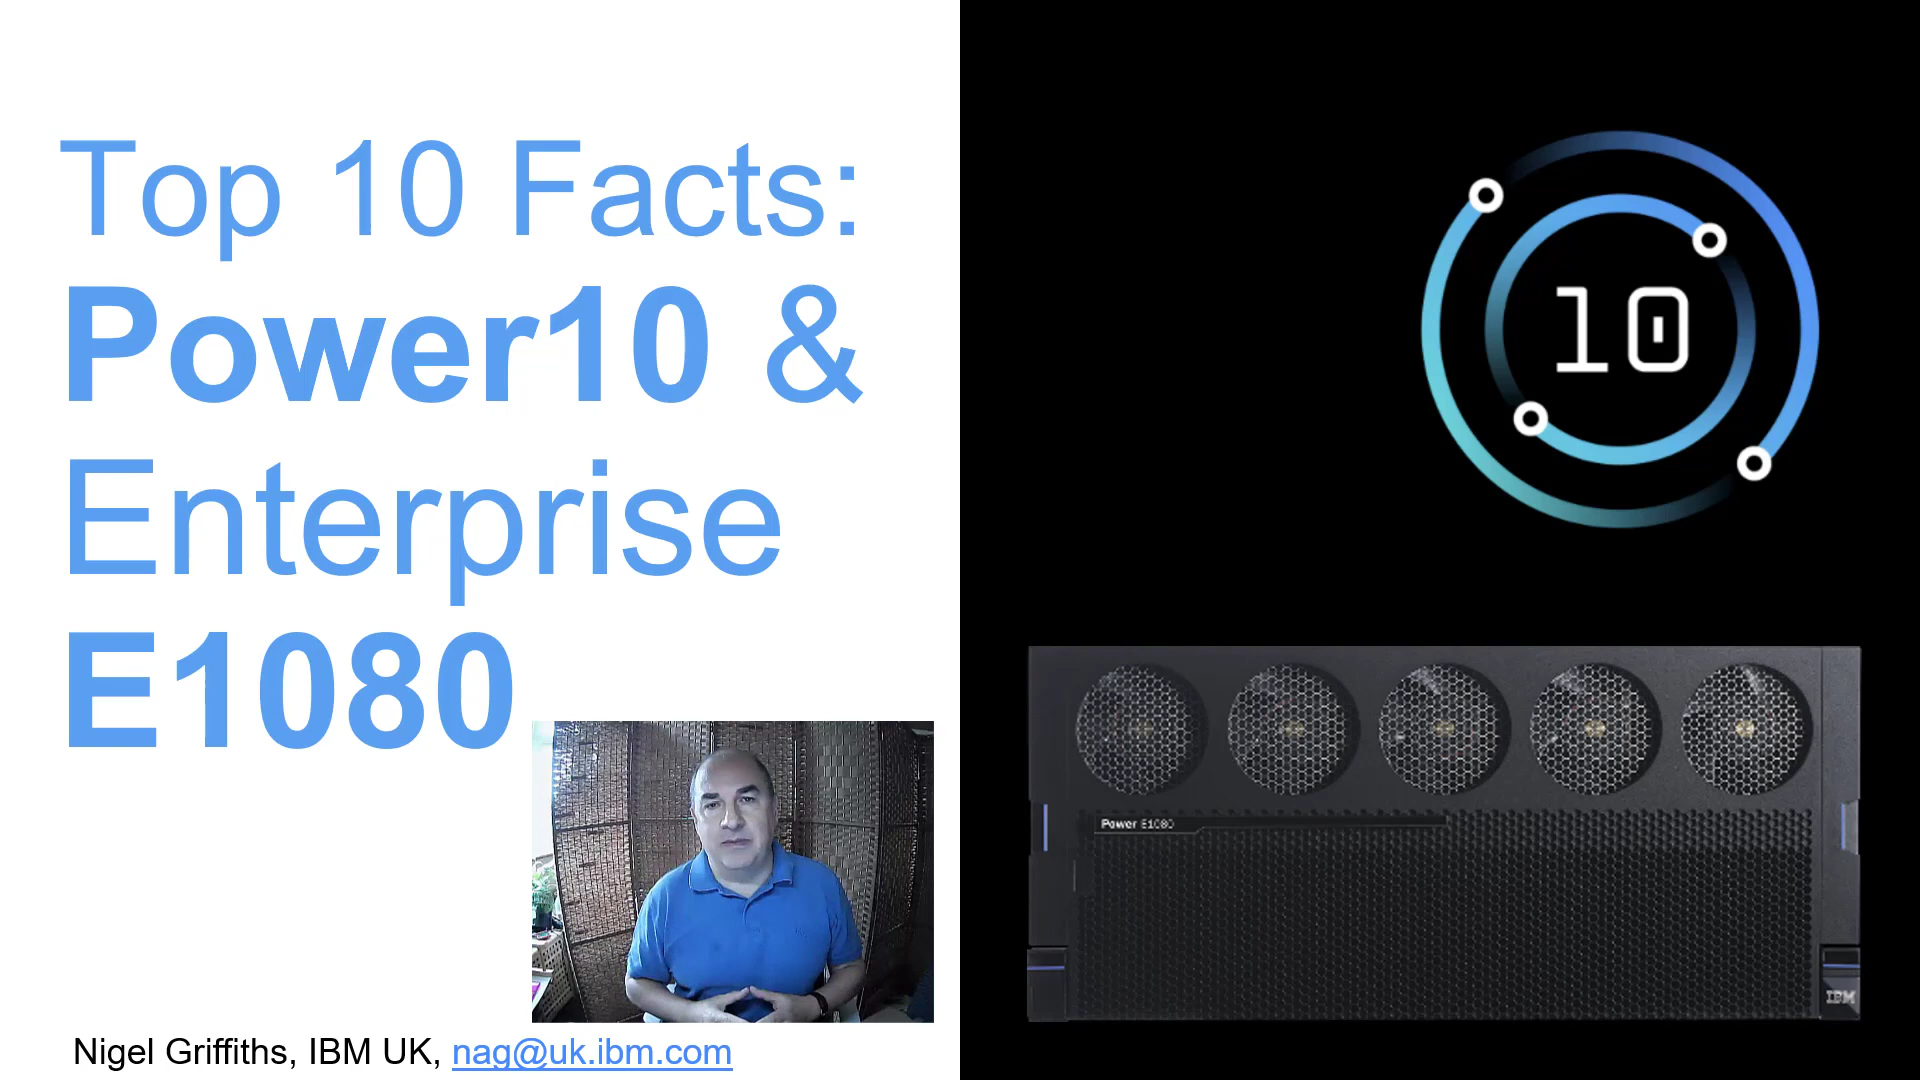 Top 10 Facts:
Power10 &
Enterprise
E1080
Nigel Griffiths, IBM UK, nag@uk.ibm.com
10
Power E1080
IBM